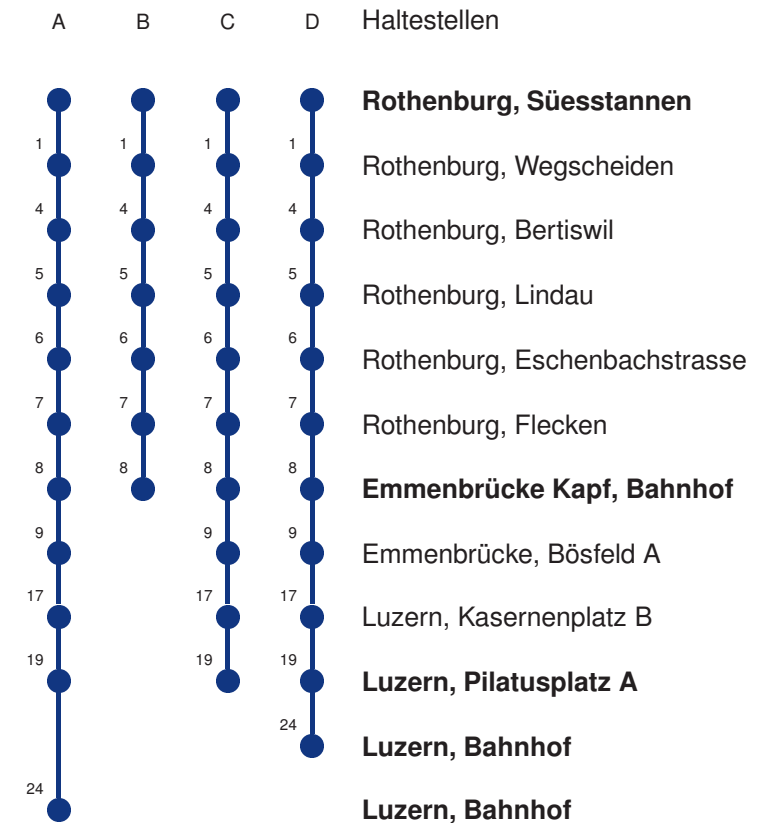 A B C D Haltestellen
Rothenburg, Süesstannen
1 1 1 1 Rothenburg, Wegscheiden
4 4 4 4 Rothenburg, Bertiswil
5 5 5 5 Rothenburg, Lindau
6 6 6 6 Rothenburg, Eschenbachstrasse
7 7 7 7 Rothenburg, Flecken
8 8 8 8 Emmenbrücke Kapf, Bahnhof
9 9 9 Emmenbrücke, Bösfeld A
17 17 17 Luzern, Kasernenplatz B
19 19 19 Luzern, Pilatusplatz A
24 Luzern, Bahnhof
24 Luzern, Bahnhof